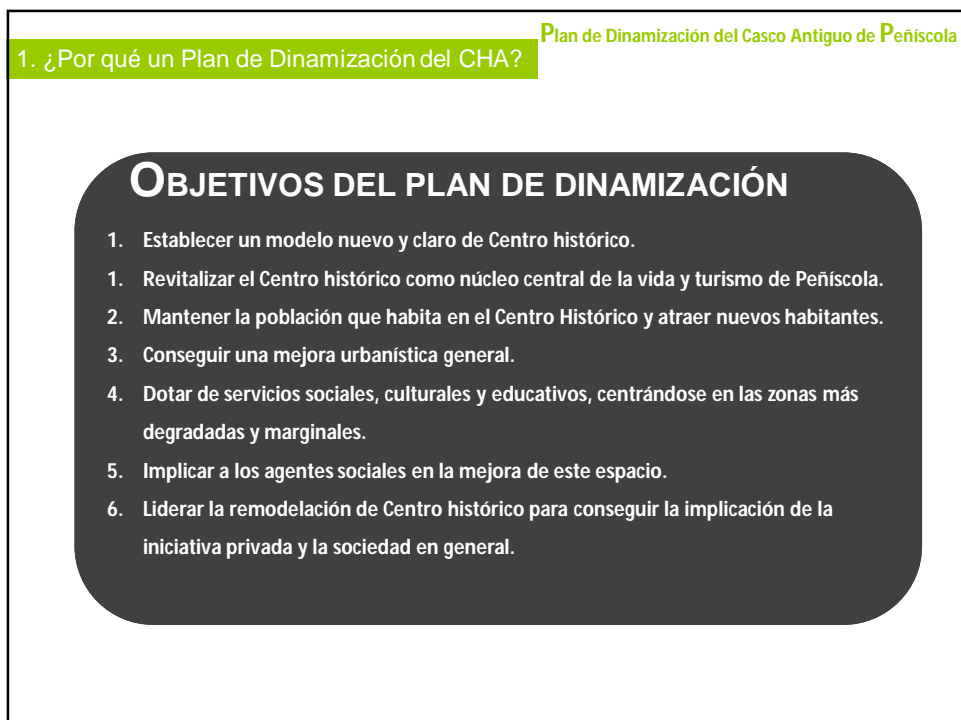 Plan de Dinamización del Casco Antiguo de Peñíscola
1. ¿Por qué un Plan de Dinamización del CHA?
OBJETIVOS DEL PLAN DE DINAMIZACIÓN
1. Establecer un modelo nuevo y claro de Centro histórico.
1. Revitalizar el Centro histórico como núcleo central de la vida y turismo de Peñíscola.
2. Mantener la población que habita en el Centro Histórico y atraer nuevos habitantes.
3. Conseguir una mejora urbanística general.
4. Dotar de servicios sociales, culturales y educativos, centrándose en las zonas más
degradadas y marginales.
5. Implicar a los agentes sociales en la mejora de este espacio.
6. Liderar la remodelación de Centro histórico para conseguir la implicación de la
iniciativa privada y la sociedad en general.